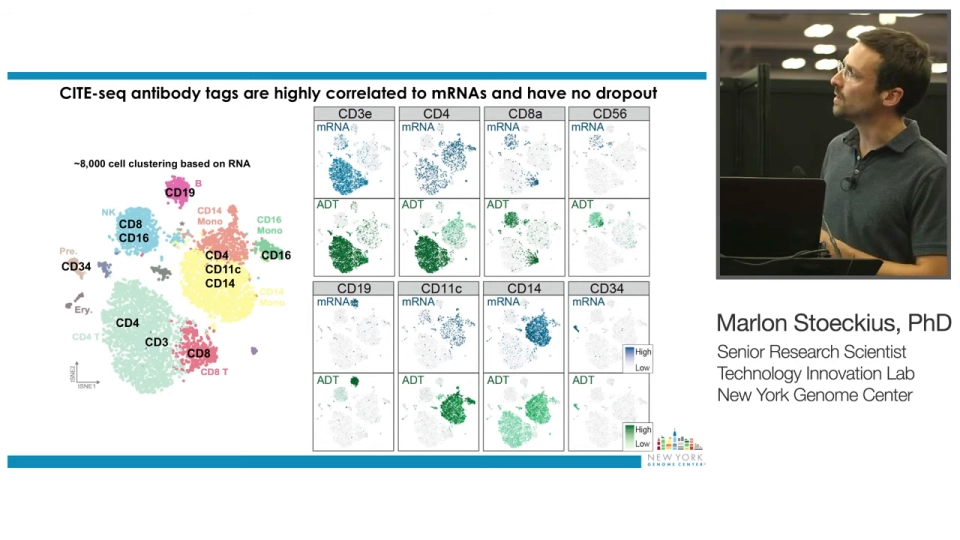 CITE-seq antibody tags are highly correlated to mRNAs and have no dropout
~8,000 cell clustering based on RNA
B
CD19
NK
CD8
CD16
CD14
Mono
CD16
Mono
CD16
Pre.
CD34
CD4
CD11c
CD14
CD14
Mono
Ery.
CD4
CD4 T
CD3
CD8
CD8 T
tSNE2
tSNE1
CD3e CD4 CD8a CD56
mRNA mRNA mRNA mRNA
ADT ADT ADT ADT
CD19 CD11c CD14 CD34
mRNA mRNA mRNA mRNA
High
Low
ADT ADT ADT ADT
High
Low
NEW YORK
GENOME CENTER
Marlon Stoeckius, PhD
Senior Research Scientist
Technology Innovation Lab
New York Genome Center